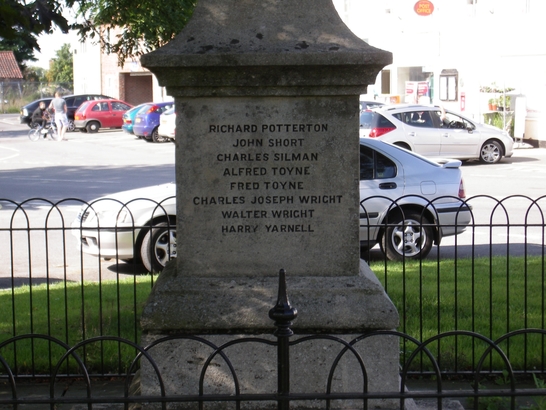 RICHARD POTTERTON
JOHN SHORT
CHARLES SILMAN
ALFRED TOYNE
FRED TOYNE
CHARLES JOSEPH WRIGHT
WALTER WRIGHT
HARRY YARNELL